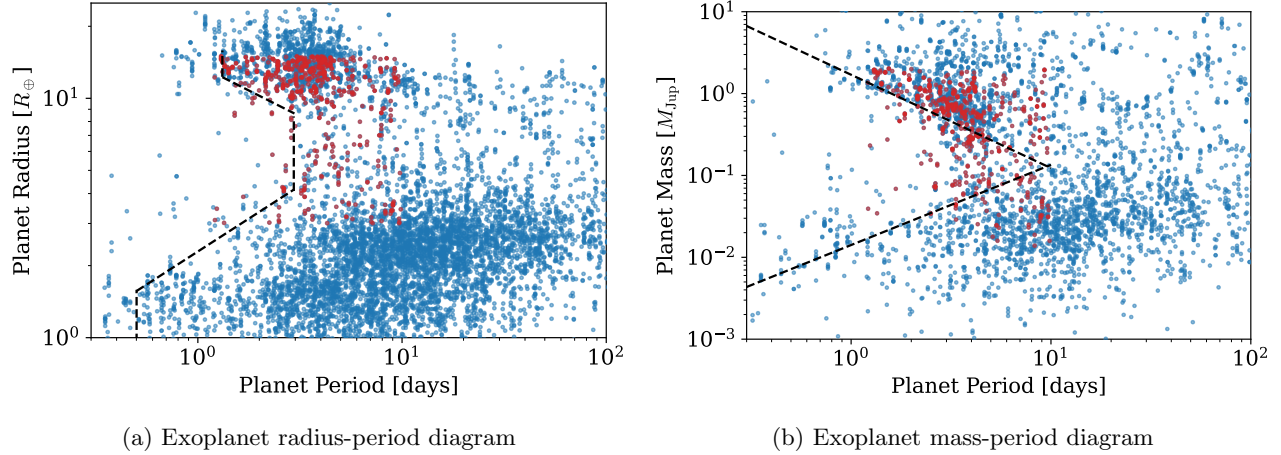 Planet Radius [R⊕]
10¹
10⁰
10⁰ 10¹ 10²
Planet Period [days]
(a) Exoplanet radius-period diagram
Planet Mass [M_Jup]
10¹
10⁰
10⁻¹
10⁻²
10⁻³
10⁰ 10¹ 10²
Planet Period [days]
(b) Exoplanet mass-period diagram